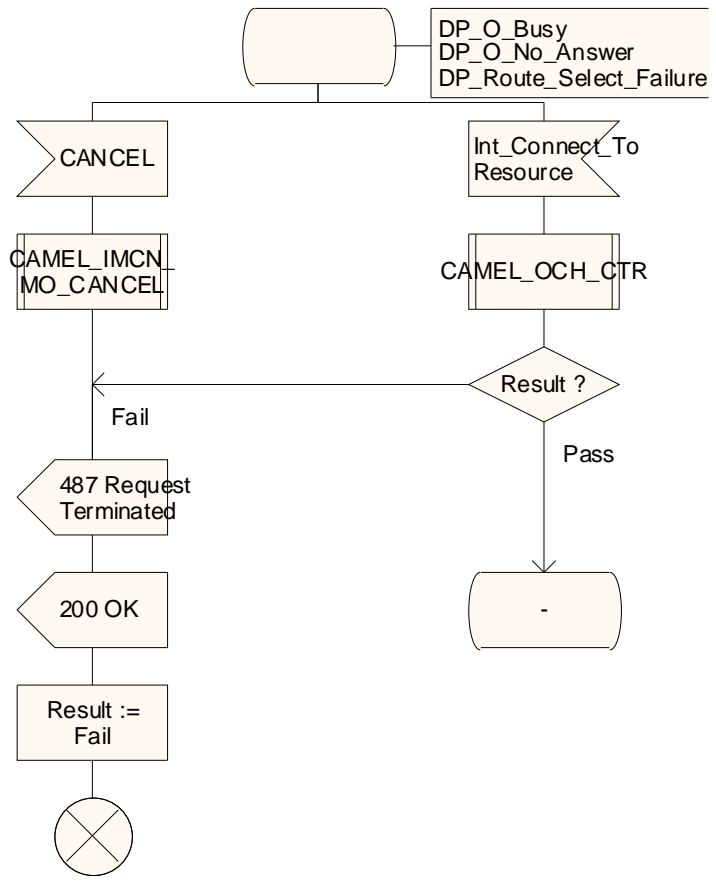 DP_O_Busy
DP_O_No_Answer
DP_Route_Select_Failure
CANCEL
Int_Connect_To
Resource
CAMEL_IMCN_
MO_CANCEL
CAMEL_OCH_CTR
Result ?
Fail
Pass
487 Request
Terminated
200 OK
-
Result :=
Fail